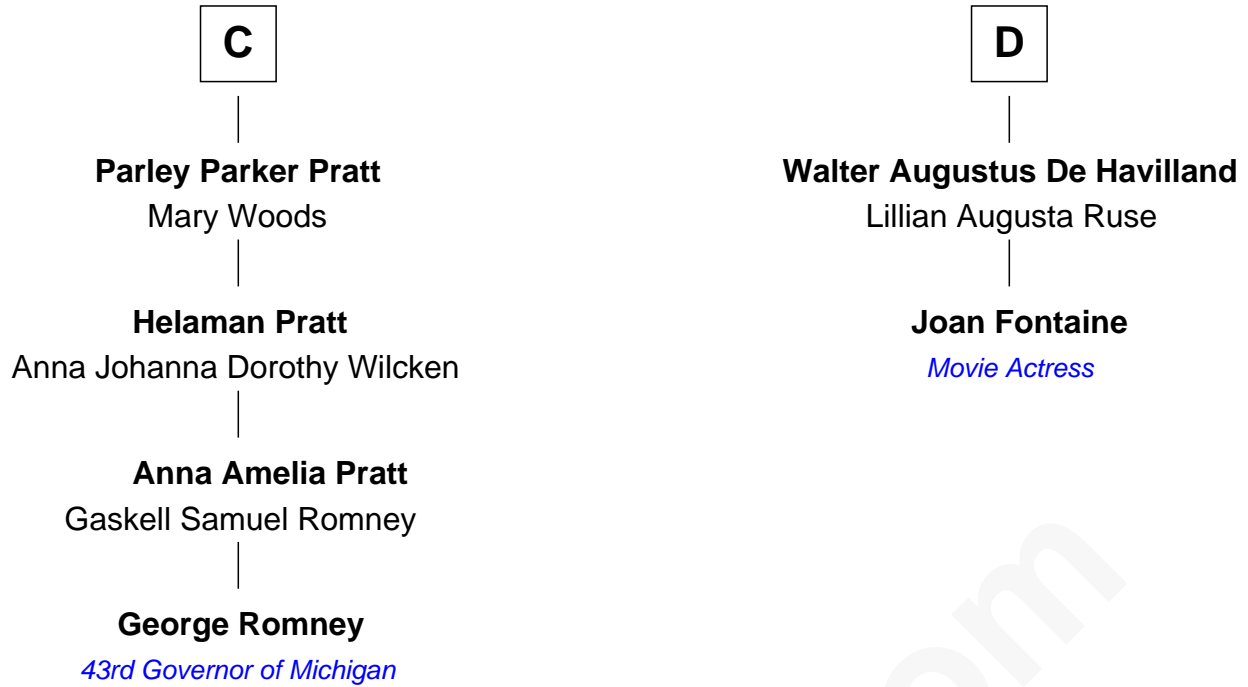 C
Parley Parker Pratt
Mary Woods
Helaman Pratt
Anna Johanna Dorothy Wilcken
Anna Amelia Pratt
Gaskell Samuel Romney
George Romney
43rd Governor of Michigan
D
Walter Augustus De Havilland
Lillian Augusta Ruse
Joan Fontaine
Movie Actress
om